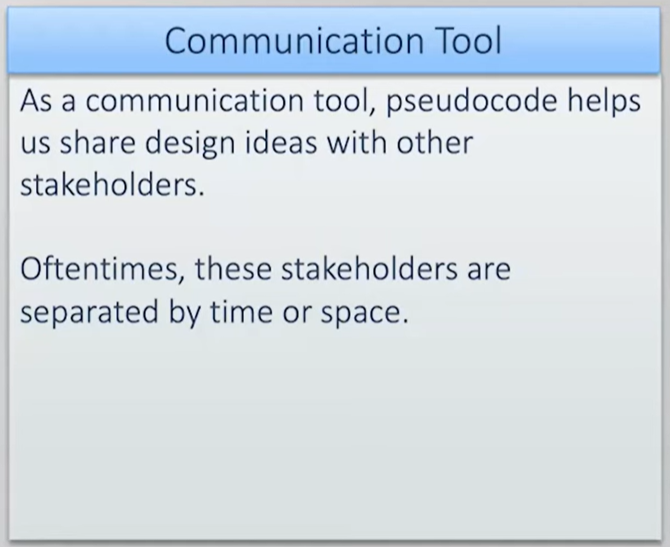 Communication Tool
As a communication tool, pseudocode helps
us share design ideas with other
stakeholders.
Oftentimes, these stakeholders are
separated by time or space.